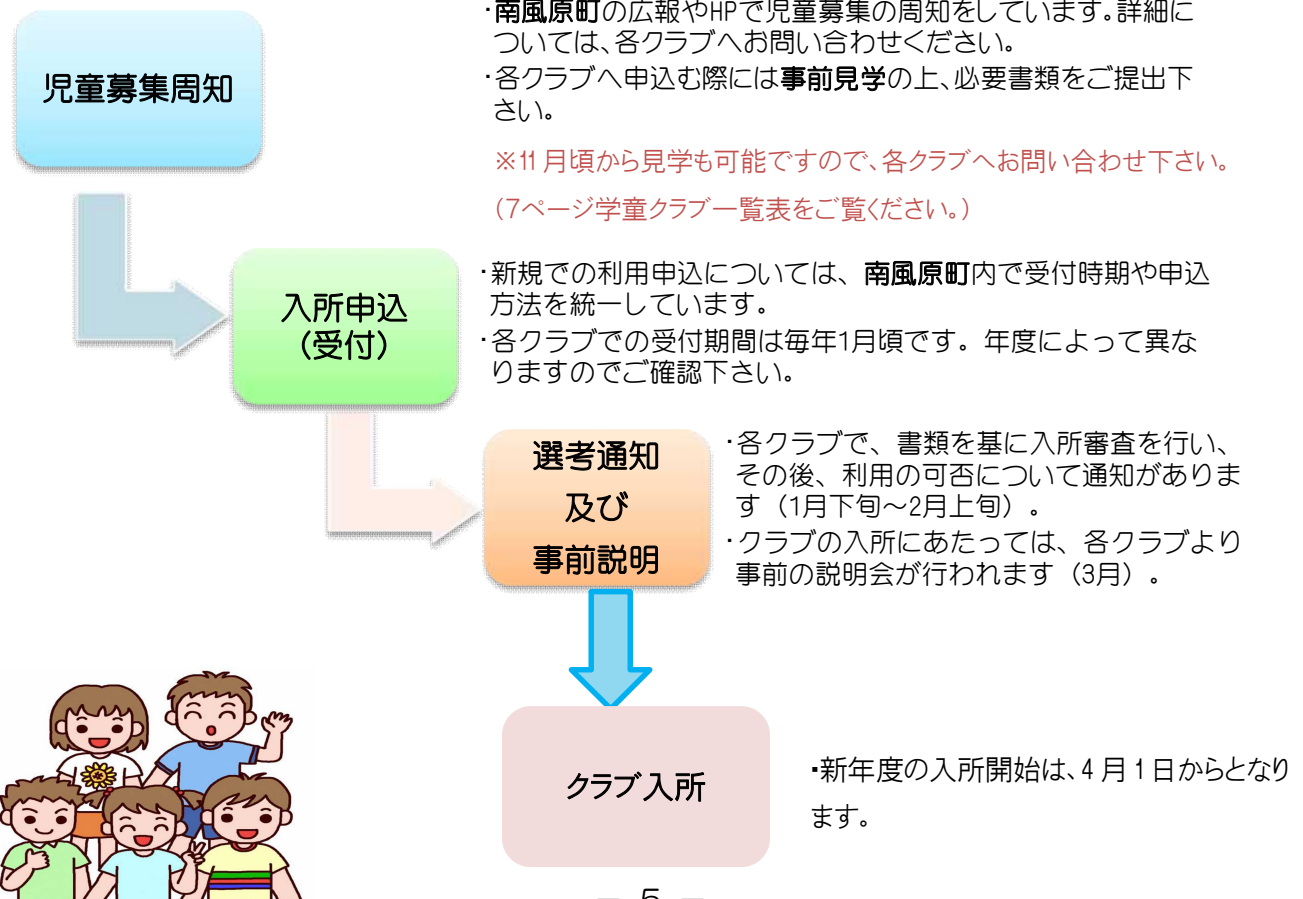 児童募集周知
・南風原町の広報やHPで児童募集の周知をしています。詳細に
ついては、各クラブへお問い合わせください。
・各クラブへ申込む際には事前見学の上、必要書類をご提出下
さい。
※11月頃から見学も可能ですので、各クラブへお問い合わせ下さい。
(7ページ学童クラブ一覧表をご覧ください。)
入所申込
(受付)
・新規での利用申込については、南風原町内で受付時期や申込
方法を統一しています。
・各クラブでの受付期間は毎年1月頃です。年度によって異な
りますのでご確認下さい。
選考通知
及び
事前説明
・各クラブで、書類を基に入所審査を行い、
その後、利用の可否について通知がありま
す（1月下旬～2月上旬）。
・クラブの入所にあたっては、各クラブより
事前の説明会が行われます（3月）。
クラブ入所
・新年度の入所開始は、4月1日からとなり
ます。
－ 5 －